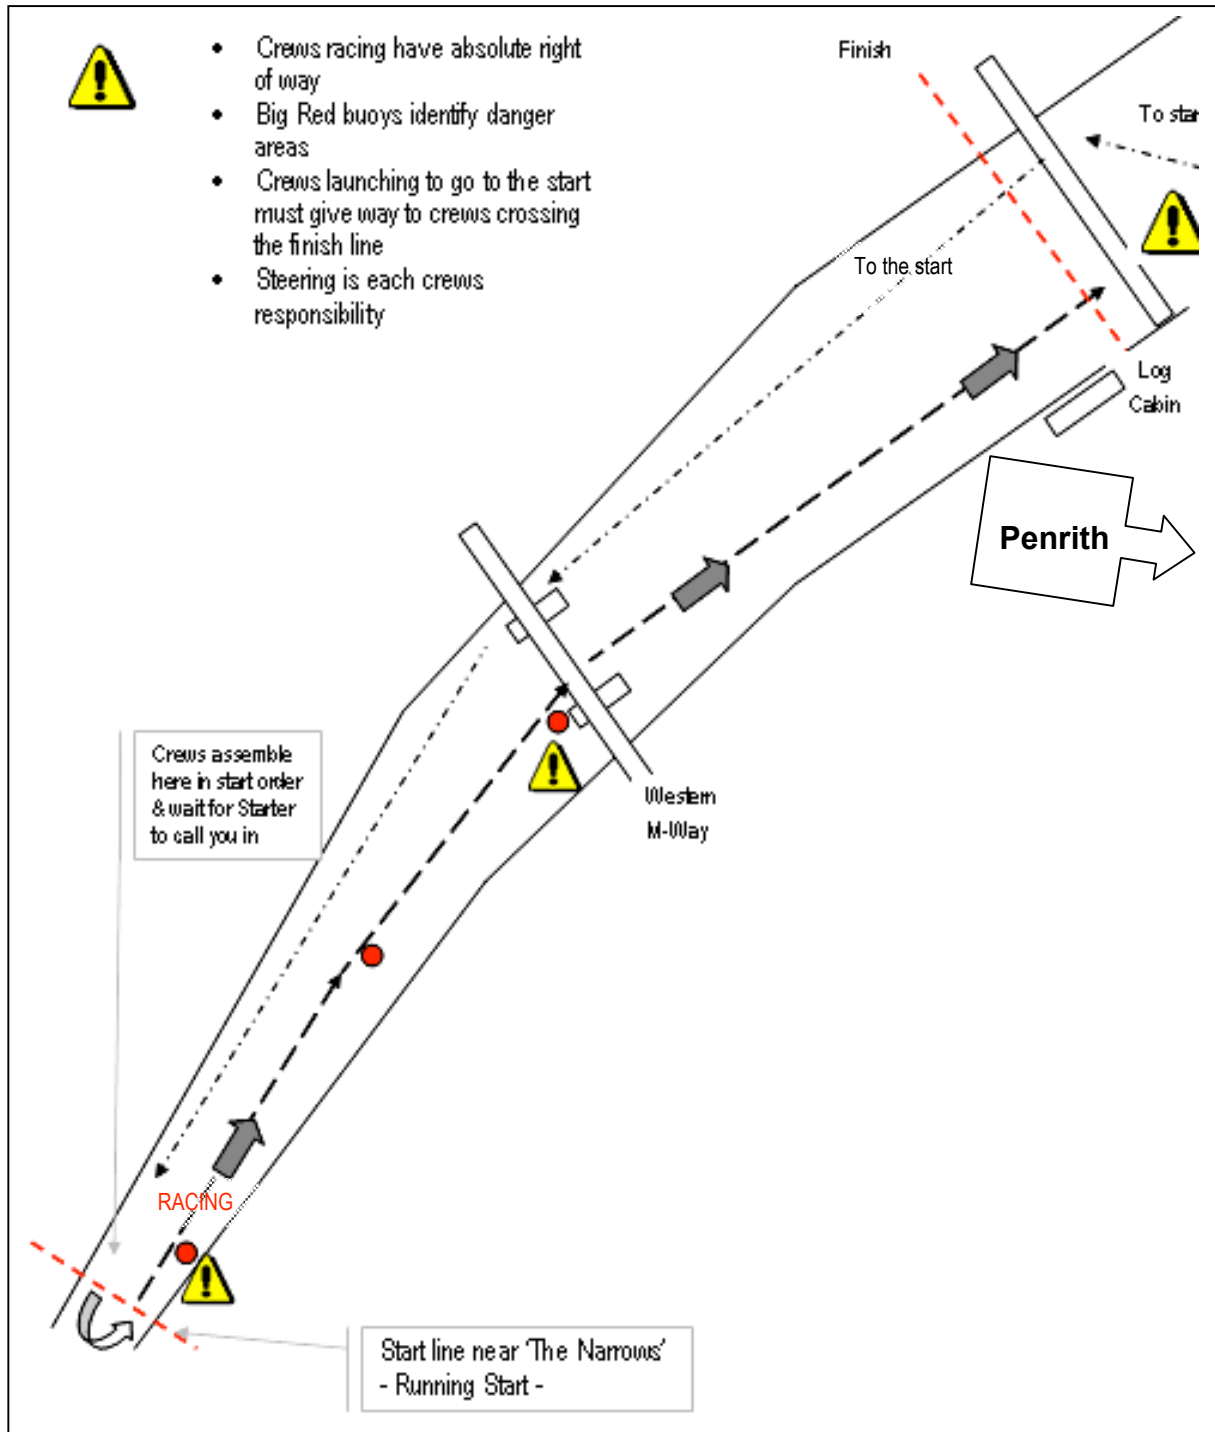 • Crews racing have absolute right
of way
• Big Red buoys identify danger
areas
• Crews launching to go to the start
must give way to crews crossing
the finish line
• Steering is each crews
responsibility
Finish
To star
To the start
Log
Cabin
Penrith
Western
M-Way
Crews assemble
here in start order
& wait for Starter
to call you in
RACING
Start line near 'The Narrows'
- Running Start -